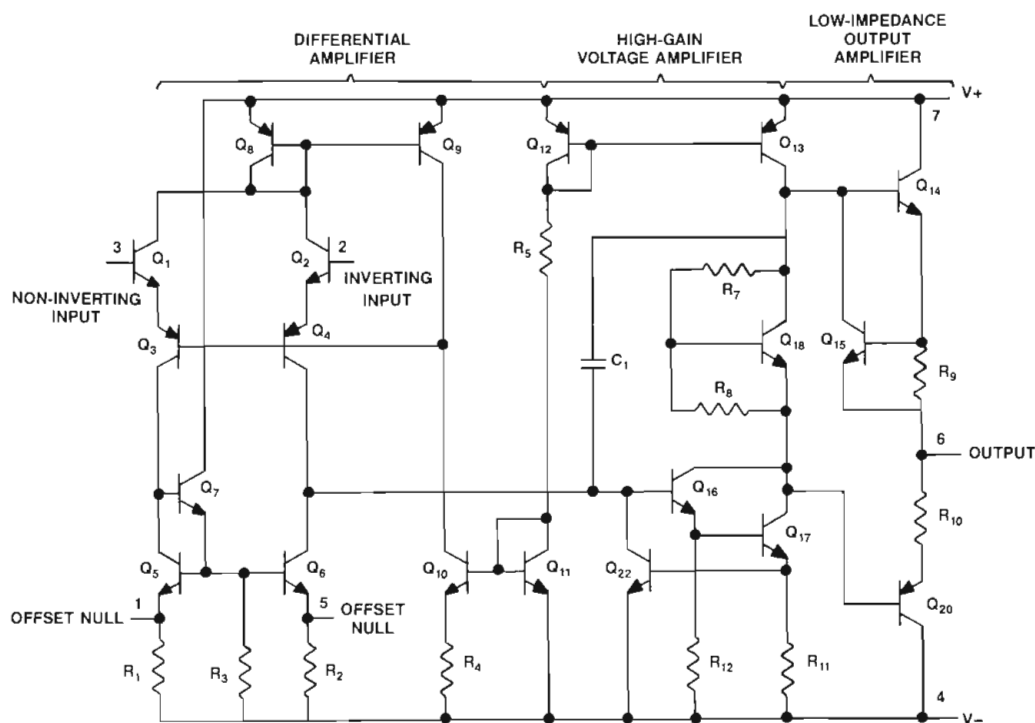 DIFFERENTIAL
AMPLIFIER
HIGH-GAIN
VOLTAGE AMPLIFIER
LOW-IMPEDANCE
OUTPUT
AMPLIFIER
V+
7
Q8
Q9
Q12
O13
Q14
3
Q1
Q2
2
R5
NON-INVERTING
INPUT
INVERTING
INPUT
R7
Q3
Q4
C1
Q18
Q15
R9
R8
6
OUTPUT
Q7
Q16
R10
Q17
Q5
Q6
Q10
Q11
Q22
Q20
1
OFFSET NULL
5
OFFSET
NULL
R1
R3
R2
R4
R12
R11
4
V−